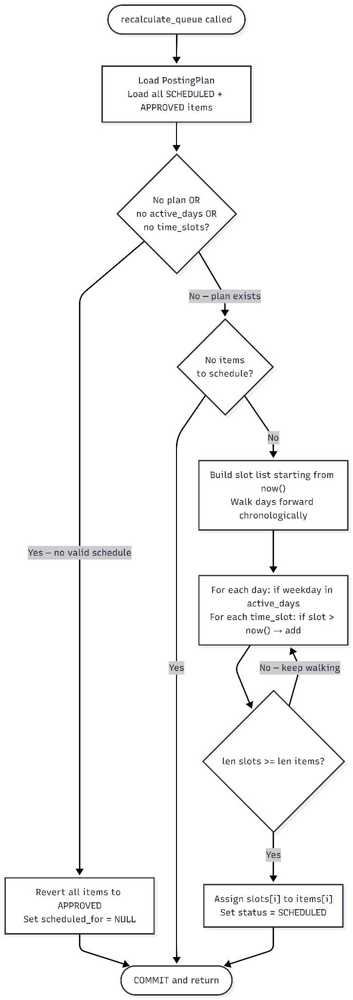 recalculate_queue called
Load PostingPlan
Load all SCHEDULED +
APPROVED items
No plan OR
no active_days OR
no time_slots?
No – plan exists
No items
to schedule?
No
Build slot list starting from
now()
Walk days forward
chronologically
Yes – no valid schedule
For each day: if weekday in
active_days
For each time_slot: if slot >
now() → add
Yes
No – keep walking
len slots >= len items?
Yes
Revert all items to
APPROVED
Set scheduled_for = NULL
Assign slots[i] to items[i]
Set status = SCHEDULED
COMMIT and return